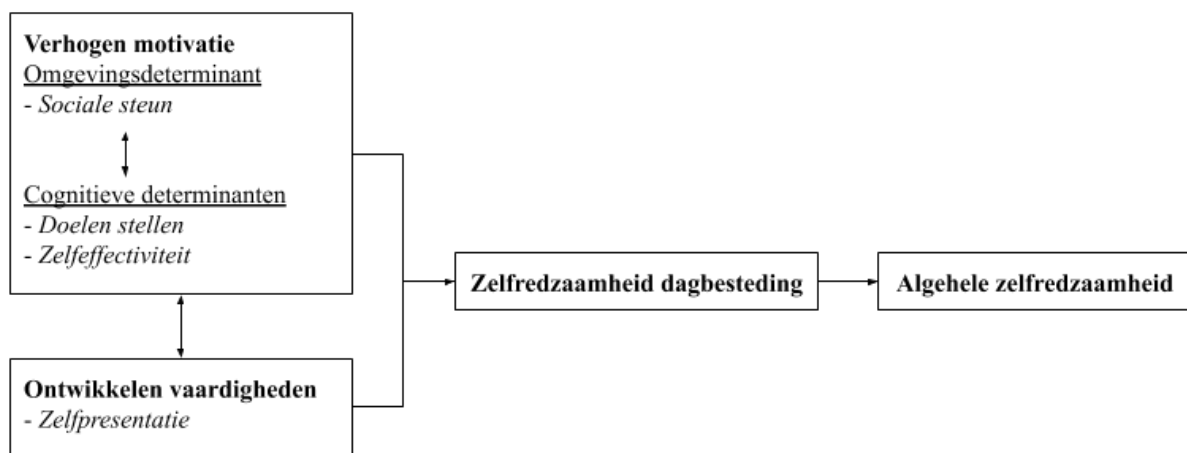 Verhogen motivatie
Omgevingsdeterminant
- Sociale steun
Cognitieve determinanten
- Doelen stellen
- Zelfeffectiviteit
Zelfredzaamheid dagbesteding
Algehele zelfredzaamheid
Ontwikkelen vaardigheden
- Zelfpresentatie